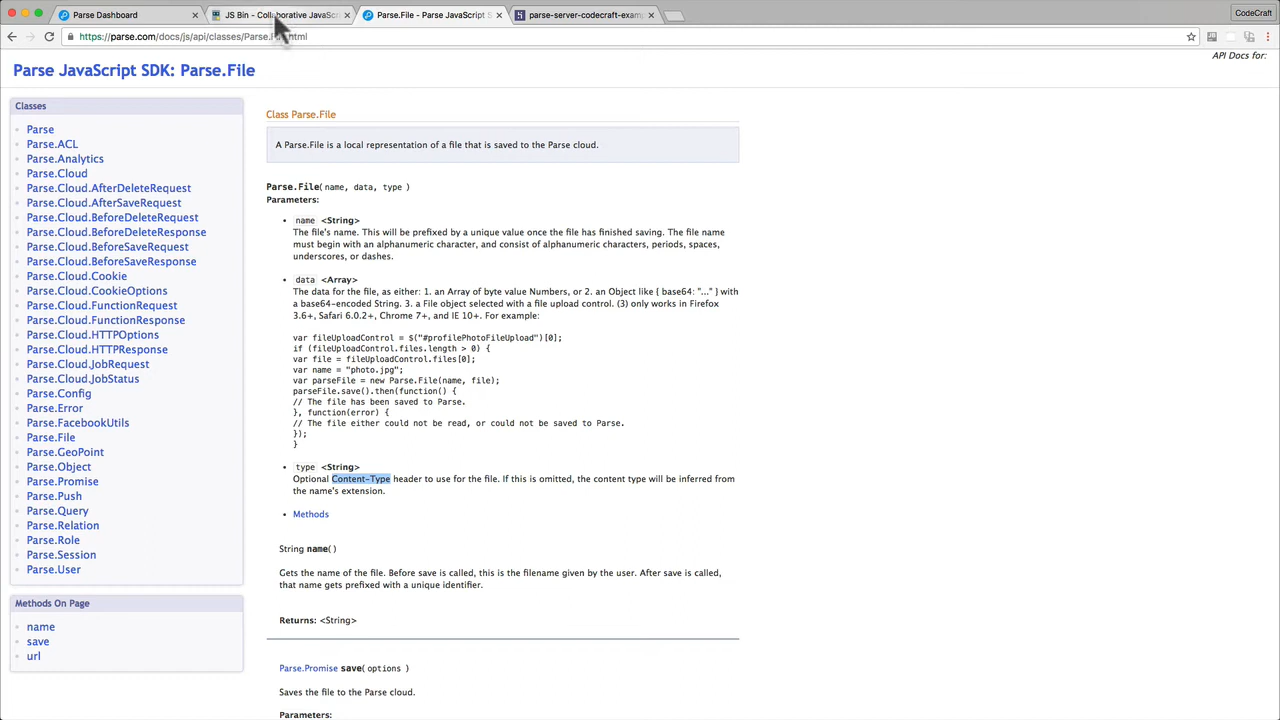 Parse Dashboard
JS Bin - Collaborative JavaScri
Parse.File - Parse JavaScript S
parse-server-codecraft-examp
CodeCraft
https://parse.com/docs/js/api/classes/Parse.File.html
API Docs for:
Parse JavaScript SDK: Parse.File
Classes
Parse
Parse.ACL
Parse.Analytics
Parse.Cloud
Parse.Cloud.AfterDeleteRequest
Parse.Cloud.AfterSaveRequest
Parse.Cloud.BeforeDeleteRequest
Parse.Cloud.BeforeDeleteResponse
Parse.Cloud.BeforeSaveRequest
Parse.Cloud.BeforeSaveResponse
Parse.Cloud.Cookie
Parse.Cloud.CookieOptions
Parse.Cloud.FunctionRequest
Parse.Cloud.FunctionResponse
Parse.Cloud.HTTPOptions
Parse.Cloud.HTTPResponse
Parse.Cloud.JobRequest
Parse.Cloud.JobStatus
Parse.Config
Parse.Error
Parse.FacebookUtils
Parse.File
Parse.GeoPoint
Parse.Object
Parse.Promise
Parse.Push
Parse.Query
Parse.Relation
Parse.Role
Parse.Session
Parse.User
Methods On Page
name
save
url
Class Parse.File
A Parse.File is a local representation of a file that is saved to the Parse cloud.
Parse.File( name, data, type )
Parameters:
name <String>
The file's name. This will be prefixed by a unique value once the file has finished saving. The file name
must begin with an alphanumeric character, and consist of alphanumeric characters, periods, spaces,
underscores, or dashes.
data <Array>
The data for the file, as either: 1. an Array of byte value Numbers, or 2. an Object like { base64: "..." } with
a base64-encoded String. 3. a File object selected with a file upload control. (3) only works in Firefox
3.6+, Safari 6.0.2+, Chrome 7+, and IE 10+. For example:
var fileUploadControl = $("#profilePhotoFileUpload")[0];
if (fileUploadControl.files.length > 0) {
var file = fileUploadControl.files[0];
var name = "photo.jpg";
var parseFile = new Parse.File(name, file);
parseFile.save().then(function() {
// The file has been saved to Parse.
}, function(error) {
// The file either could not be read, or could not be saved to Parse.
});
}
type <String>
Optional Content-Type header to use for the file. If this is omitted, the content type will be inferred from
the name's extension.
Methods
String name()
Gets the name of the file. Before save is called, this is the filename given by the user. After save is called,
that name gets prefixed with a unique identifier.
Returns: <String>
Parse.Promise save( options )
Saves the file to the Parse cloud.
Parameters: